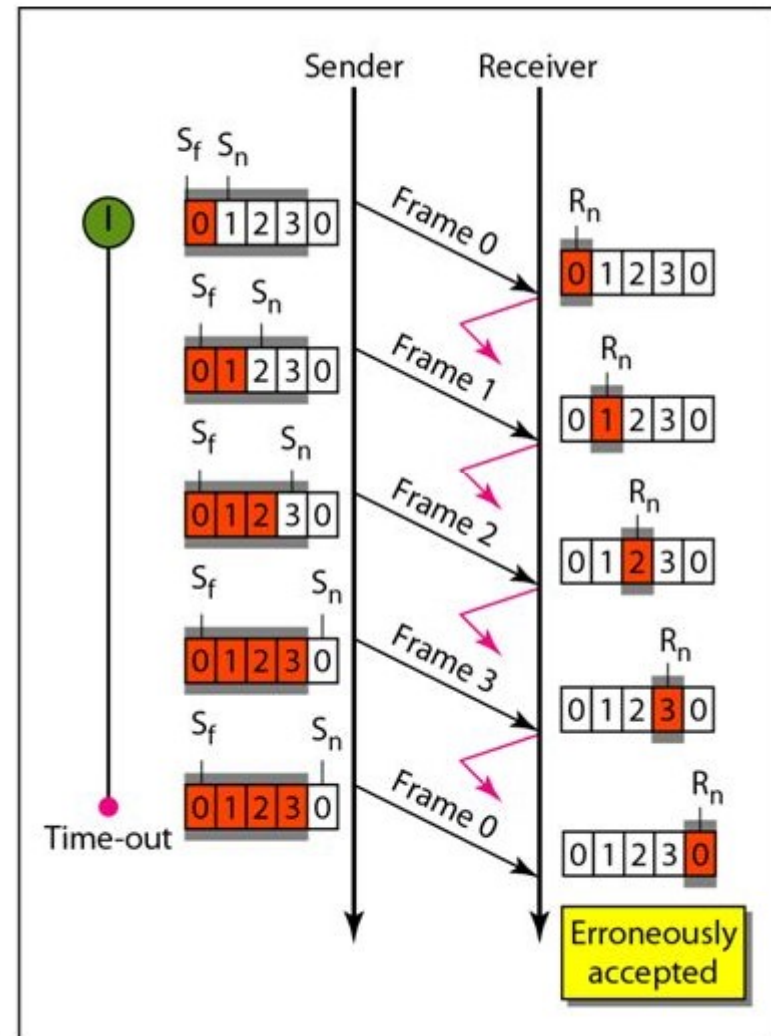 Sender Receiver
Sf Sn
0 1 2 3 0
Frame 0
Rn
0 1 2 3 0
Sf Sn
0 1 2 3 0
Frame 1
Rn
0 1 2 3 0
Sf Sn
0 1 2 3 0
Frame 2
Rn
0 1 2 3 0
Sf Sn
0 1 2 3 0
Frame 3
Rn
0 1 2 3 0
Sf Sn
0 1 2 3 0
Time-out
Frame 0
Rn
0 1 2 3 0
Erroneously
accepted